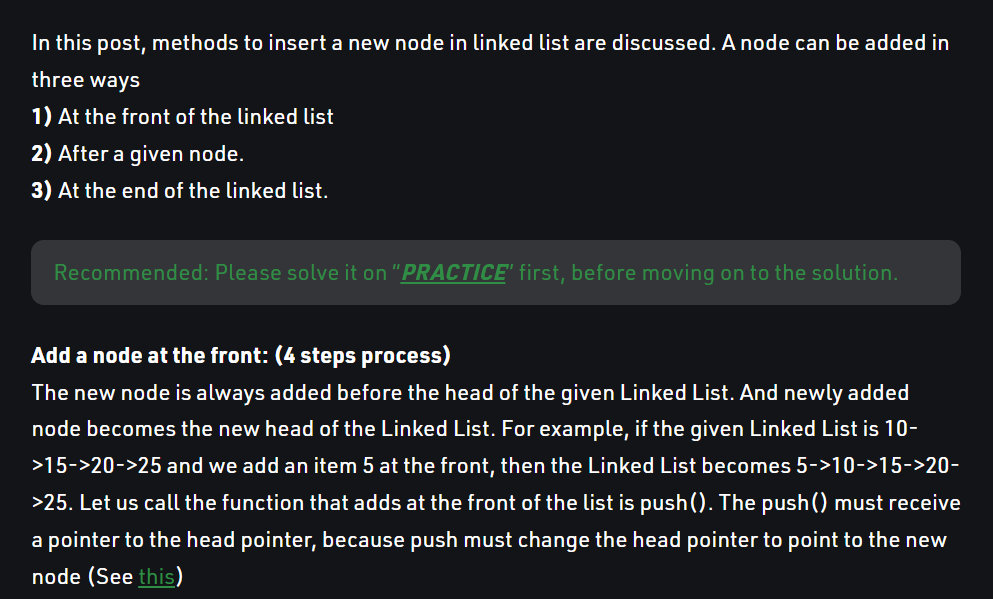 In this post, methods to insert a new node in linked list are discussed. A node can be added in
three ways
1) At the front of the linked list
2) After a given node.
3) At the end of the linked list.
Recommended: Please solve it on "PRACTICE" first, before moving on to the solution.
Add a node at the front: (4 steps process)
The new node is always added before the head of the given Linked List. And newly added
node becomes the new head of the Linked List. For example, if the given Linked List is 10-
>15->20->25 and we add an item 5 at the front, then the Linked List becomes 5->10->15->20-
>25. Let us call the function that adds at the front of the list is push(). The push() must receive
a pointer to the head pointer, because push must change the head pointer to point to the new
node (See this)